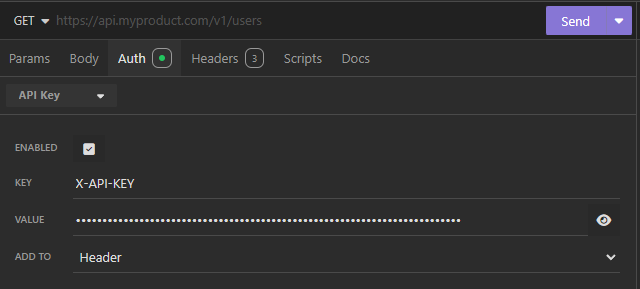 GET https://api.myproduct.com/v1/users Send
Params Body Auth Headers 3 Scripts Docs
API Key
ENABLED
KEY X-API-KEY
VALUE ••••••••••••••••••••••••••••••••••••••••••••••••••••••••••••••••••••••••
ADD TO Header